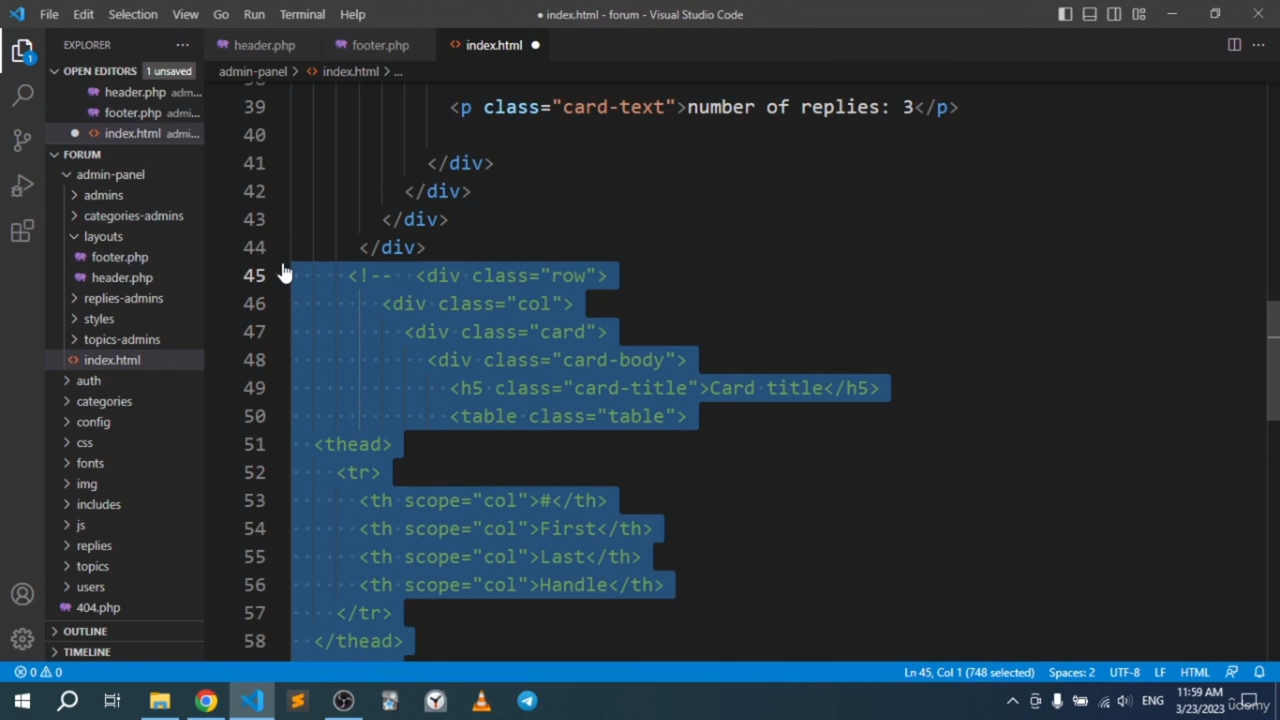 File Edit Selection View Go Run Terminal Help
● index.html - forum - Visual Studio Code
EXPLORER
header.php
footer.php
index.html
OPEN EDITORS 1 unsaved
admin-panel > index.html > ...
header.php adm...
footer.php admi...
index.html admi...
FORUM
admin-panel
admins
categories-admins
layouts
footer.php
header.php
replies-admins
styles
topics-admins
index.html
auth
categories
config
css
fonts
img
includes
js
replies
topics
users
404.php
OUTLINE
TIMELINE
39 <p class="card-text">number of replies: 3</p>
40
41 </div>
42 </div>
43 </div>
44 </div>
45 <!-- <div class="row">
46 <div class="col">
47 <div class="card">
48 <div class="card-body">
49 <h5 class="card-title">Card title</h5>
50 <table class="table">
51 <thead>
52 <tr>
53 <th scope="col">#</th>
54 <th scope="col">First</th>
55 <th scope="col">Last</th>
56 <th scope="col">Handle</th>
57 </tr>
58 </thead>
0 0
Ln 45, Col 1 (748 selected) Spaces: 2 UTF-8 LF HTML
ENG
11:59 AM
3/23/2023
udemy